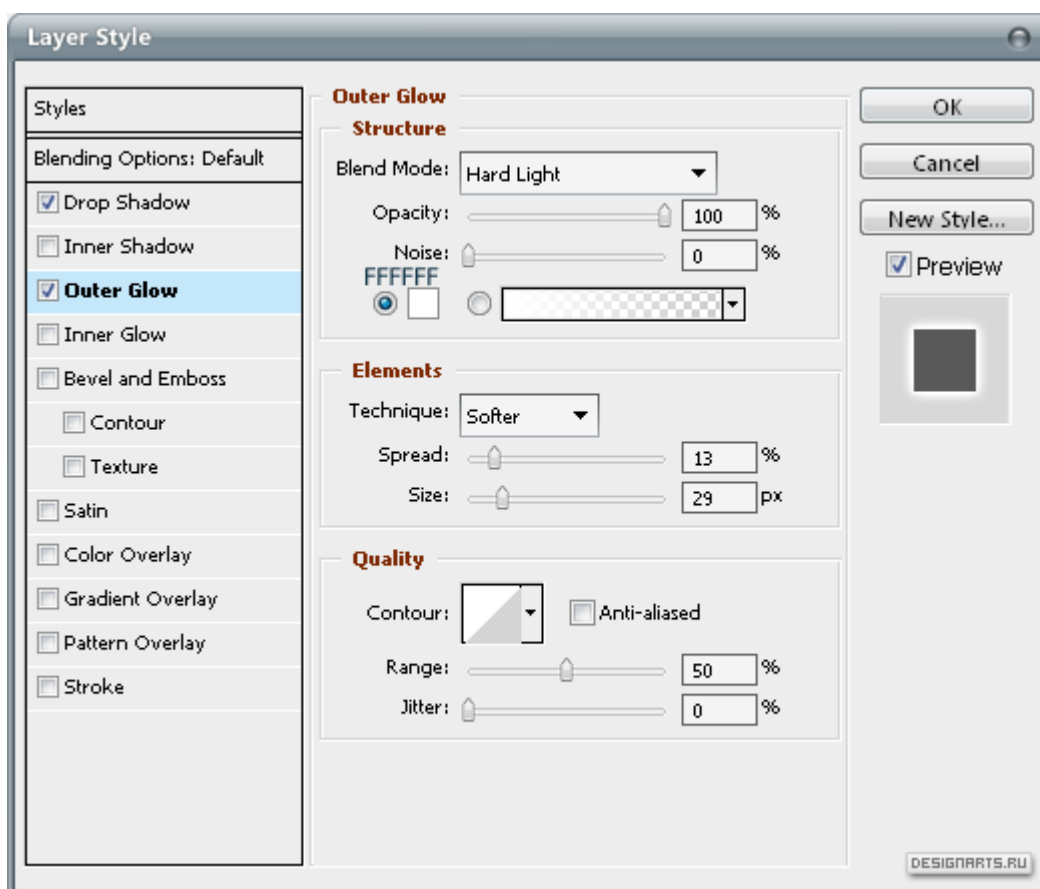 Layer Style
Styles
Blending Options: Default
Drop Shadow
Inner Shadow
Outer Glow
Inner Glow
Bevel and Emboss
Contour
Texture
Satin
Color Overlay
Gradient Overlay
Pattern Overlay
Stroke
Outer Glow
Structure
Blend Mode: Hard Light
Opacity: 100 %
Noise: 0 %
FFFFFF
Elements
Technique: Softer
Spread: 13 %
Size: 29 px
Quality
Contour: Anti-aliased
Range: 50 %
Jitter: 0 %
OK
Cancel
New Style...
Preview
DESIGNARTS.RU